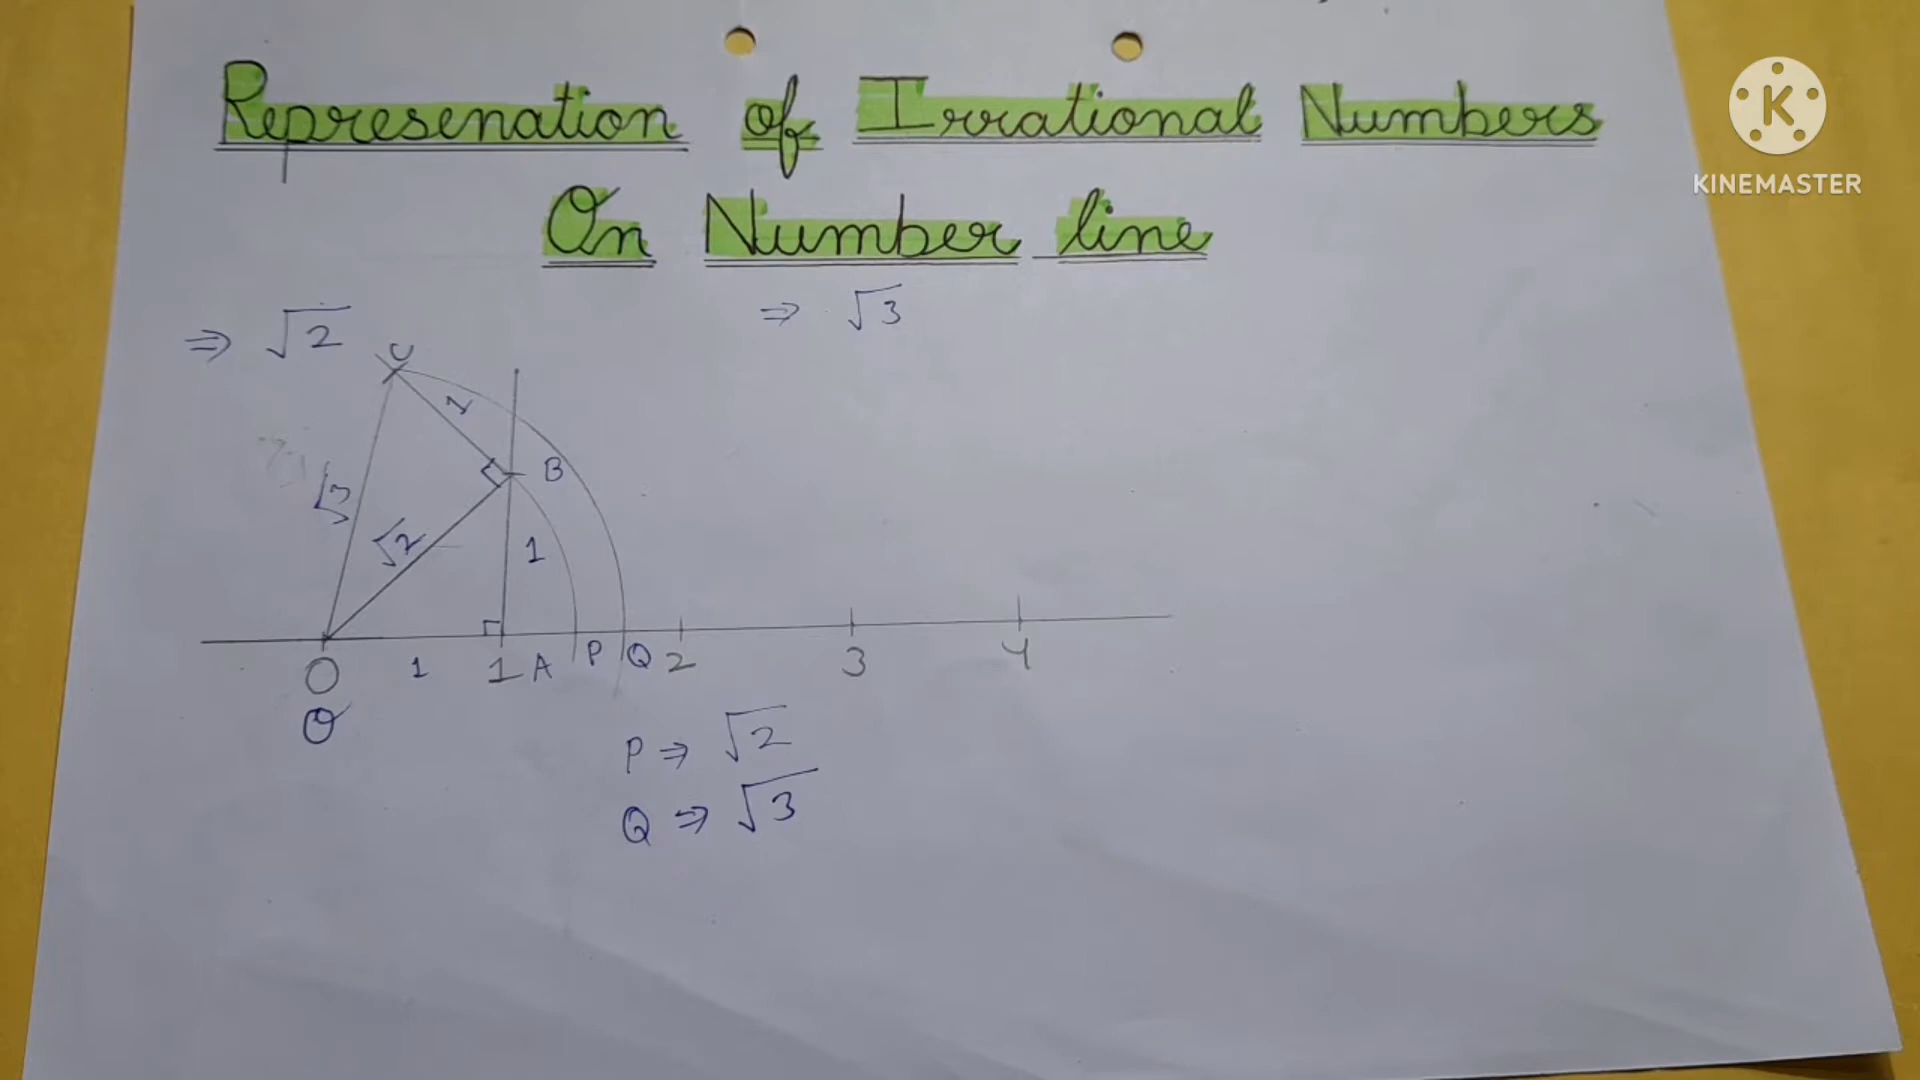 Represenation of Irrational Numbers
On Number line
K
KINEMASTER
⇒ √2
⇒ √3
C
1
B
√3
√2
1
0 1 1 A P Q 2 3 4
O
P ⇒ √2
Q ⇒ √3